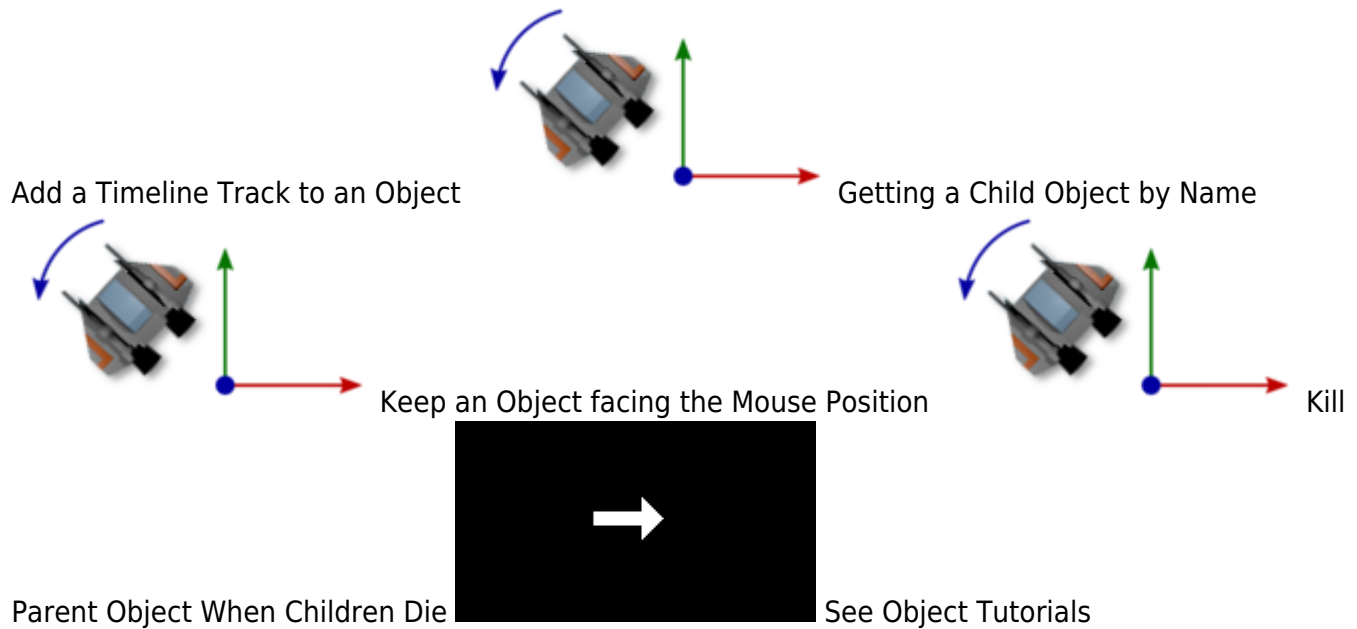 Add a Timeline Track to an Object Getting a Child Object by Name
Keep an Object facing the Mouse Position Kill
Parent Object When Children Die See Object Tutorials